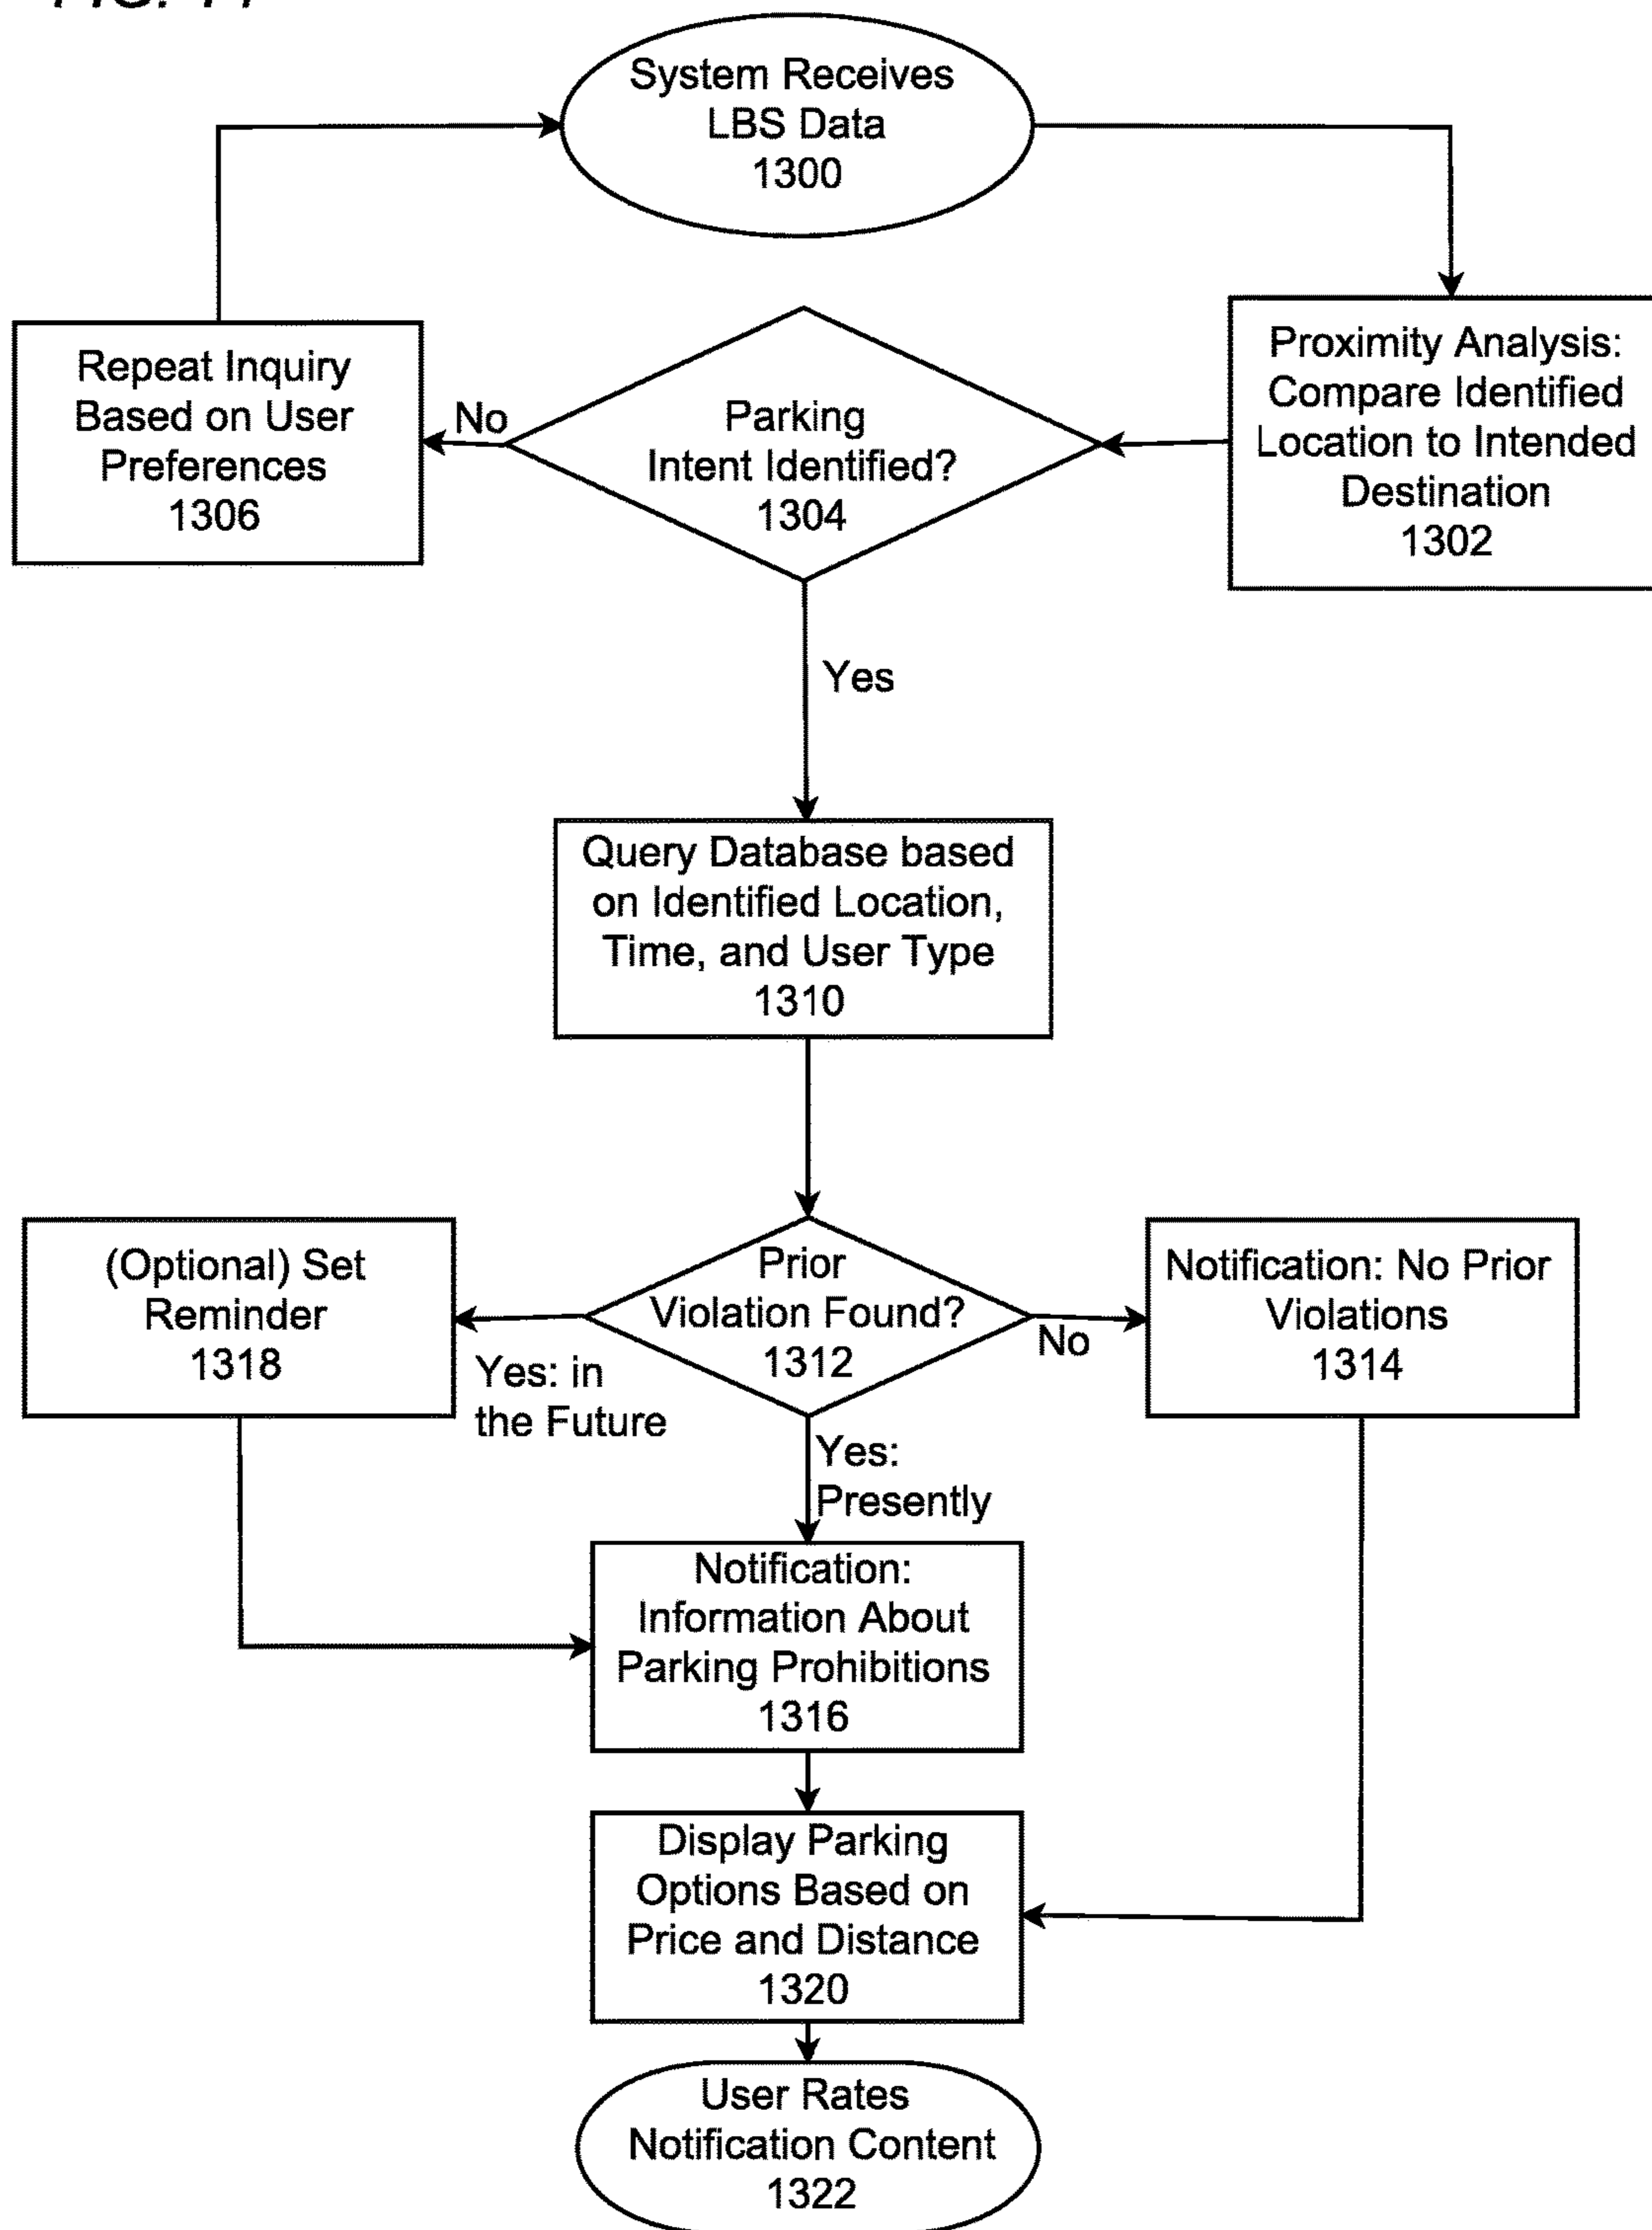 System Receives
LBS Data
1300
Proximity Analysis:
Compare Identified
Location to Intended
Destination
1302
Parking
Intent Identified?
1304
No
Repeat Inquiry
Based on User
Preferences
1306
Yes
Query Database based
on Identified Location,
Time, and User Type
1310
Prior
Violation Found?
1312
No
Notification: No Prior
Violations
1314
Yes: in
the Future
(Optional) Set
Reminder
1318
Yes:
Presently
Notification:
Information About
Parking Prohibitions
1316
Display Parking
Options Based on
Price and Distance
1320
User Rates
Notification Content
1322